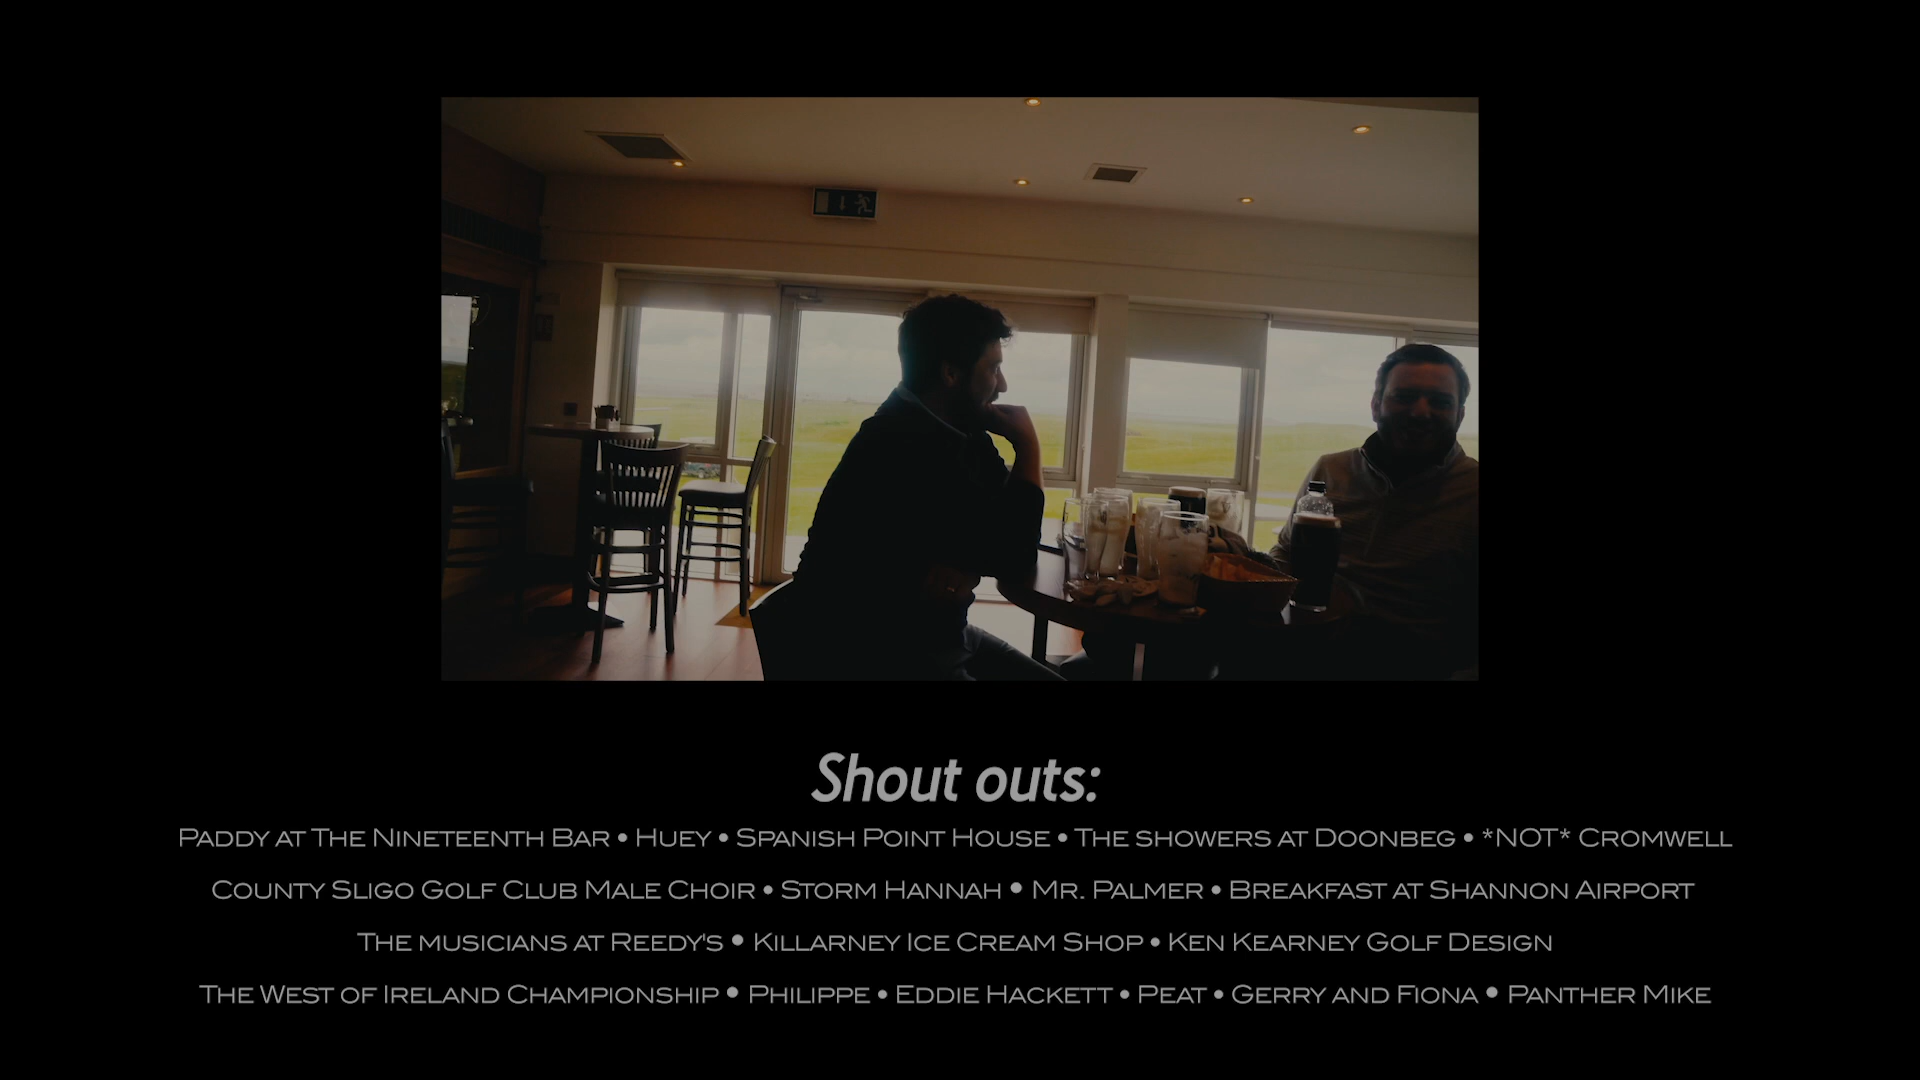 Shout outs:
Paddy at The Nineteenth Bar • Huey • Spanish Point House • The showers at Doonbeg • *NOT* Cromwell
County Sligo Golf Club Male Choir • Storm Hannah • Mr. Palmer • Breakfast at Shannon Airport
The musicians at Reedy's • Killarney Ice Cream Shop • Ken Kearney Golf Design
The West of Ireland Championship • Philippe • Eddie Hackett • Peat • Gerry and Fiona • Panther Mike